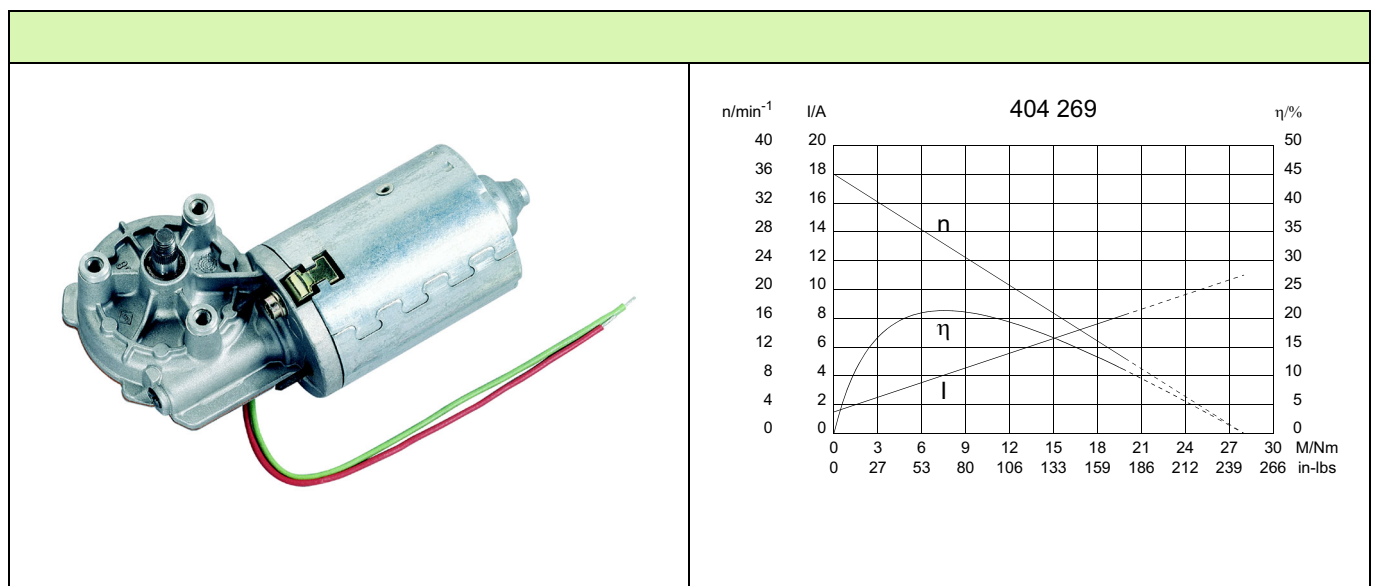 404 269
n/min-1 I/A η/%
40 20 50
36 18 45
32 16 40
28 14 35
24 12 30
20 10 25
16 8 20
12 6 15
8 4 10
4 2 5
0 0 0
n
η
I
0 3 6 9 12 15 18 21 24 27 30 M/Nm
0 27 53 80 106 133 159 186 212 239 266 in-lbs